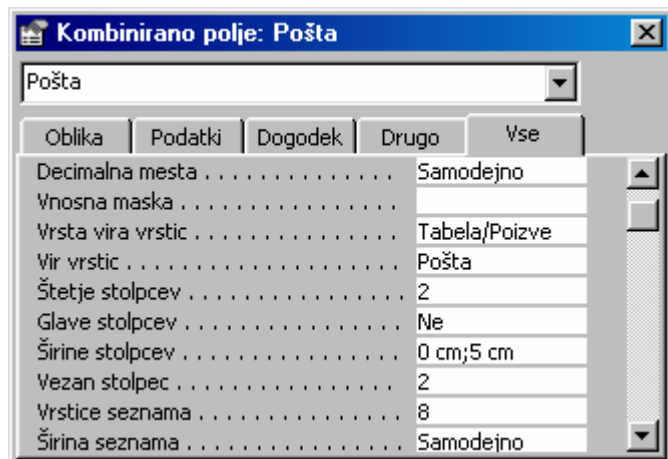 Kombinirano polje: Pošta
Pošta
Oblika Podatki Dogodek Drugo Vse
Decimalna mesta . . . . . . . . . . . . . . . Samodejno
Vnosna maska . . . . . . . . . . . . . . . .
Vrsta vira vrstic . . . . . . . . . . . . . . . . Tabela/Poizve
Vir vrstic . . . . . . . . . . . . . . . . . . . . . Pošta
Štetje stolpcev . . . . . . . . . . . . . . . . 2
Glave stolpcev . . . . . . . . . . . . . . . . Ne
Širine stolpcev . . . . . . . . . . . . . . . . 0 cm;5 cm
Vezan stolpec . . . . . . . . . . . . . . . . 2
Vrstice seznama . . . . . . . . . . . . . . . 8
Širina seznama . . . . . . . . . . . . . . . . Samodejno